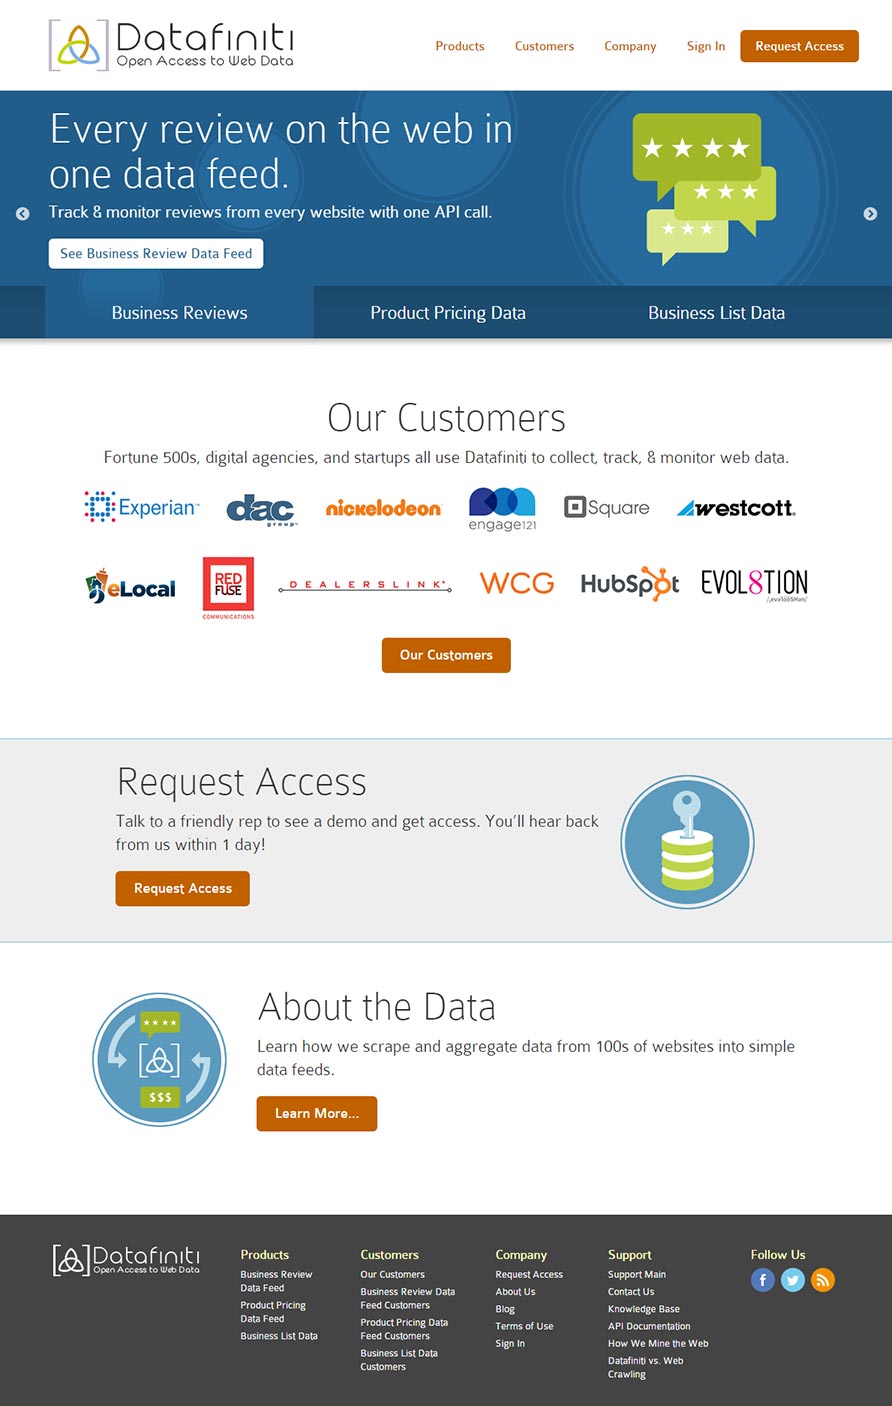 Datafiniti
Open Access to Web Data
Products Customers Company Sign In Request Access
Every review on the web in
one data feed.
Track & monitor reviews from every website with one API call.
See Business Review Data Feed
Business Reviews Product Pricing Data Business List Data
Our Customers
Fortune 500s, digital agencies, and startups all use Datafiniti to collect, track, & monitor web data.
Experian
dac
group
nickelodeon
engage121
Square
westcott
eLocal
RED
FUSE
COMMUNICATIONS
DEALERSLINK
WCG
HubSpot
EVOL8TION
Our Customers
Request Access
Talk to a friendly rep to see a demo and get access. You'll hear back
from us within 1 day!
Request Access
About the Data
Learn how we scrape and aggregate data from 100s of websites into simple
data feeds.
Learn More...
$$$
Datafiniti
Open Access to Web Data
Products
Business Review
Data Feed
Product Pricing
Data Feed
Business List Data
Customers
Our Customers
Business Review Data
Feed Customers
Product Pricing Data
Feed Customers
Business List Data
Customers
Company
Request Access
About Us
Blog
Terms of Use
Sign In
Support
Support Main
Contact Us
Knowledge Base
API Documentation
How We Mine the Web
Datafiniti vs. Web
Crawling
Follow Us